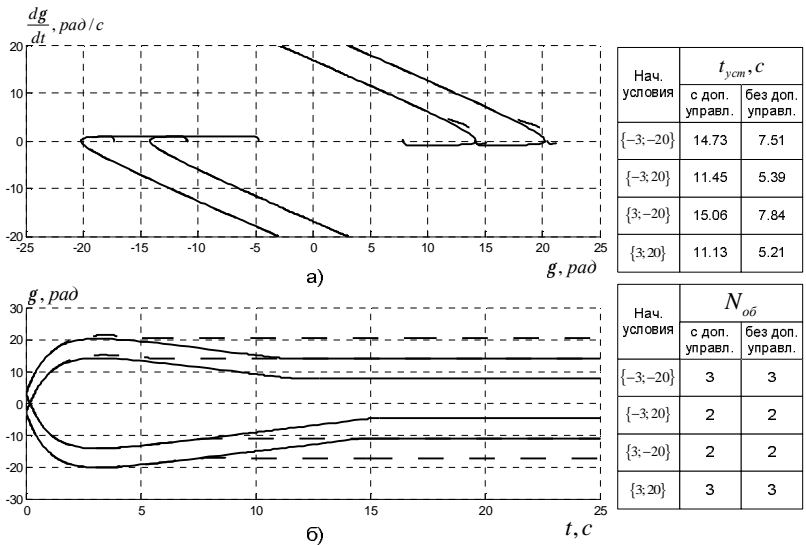 dg/dt, рад/с
20
10
0
-10
-20
-25 -20 -15 -10 -5 0 5 10 15 20 25
g, рад
а)
g, рад
30
20
10
0
-10
-20
-30
0 5 10 15 20 25
t, с
б)
Нач. условия
t уст, с
с доп. управл.
без доп. управл.
{-3;-20} 14.73 7.51
{-3;20} 11.45 5.39
{3;-20} 15.06 7.84
{3;20} 11.13 5.21
Нач. условия
N об
с доп. управл.
без доп. управл.
{-3;-20} 3 3
{-3;20} 2 2
{3;-20} 2 2
{3;20} 3 3